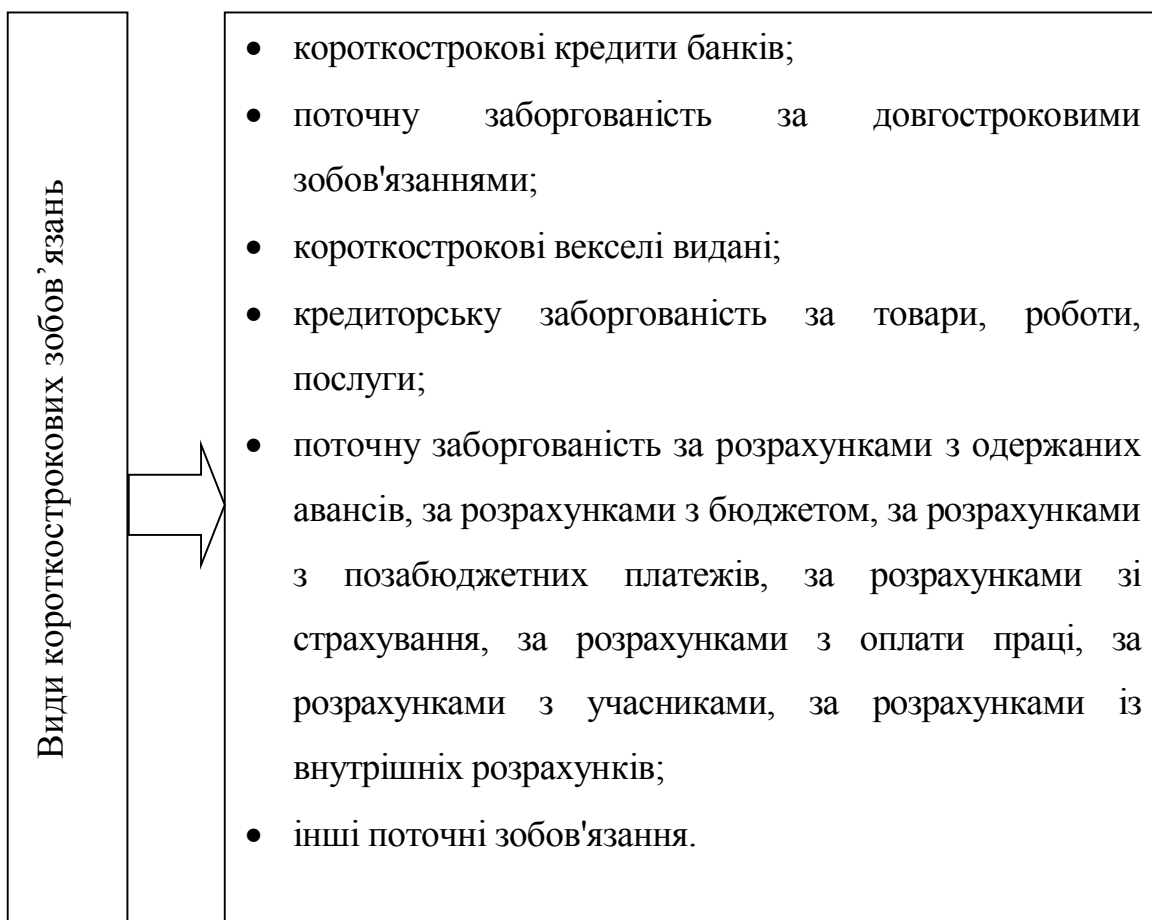 Види короткострокових зобов’язань
• короткострокові кредити банків;
• поточну заборгованість за довгостроковими
зобов'язаннями;
• короткострокові векселі видані;
• кредиторську заборгованість за товари, роботи,
послуги;
• поточну заборгованість за розрахунками з одержаних
авансів, за розрахунками з бюджетом, за розрахунками
з позабюджетних платежів, за розрахунками зі
страхування, за розрахунками з оплати праці, за
розрахунками з учасниками, за розрахунками із
внутрішніх розрахунків;
• інші поточні зобов'язання.